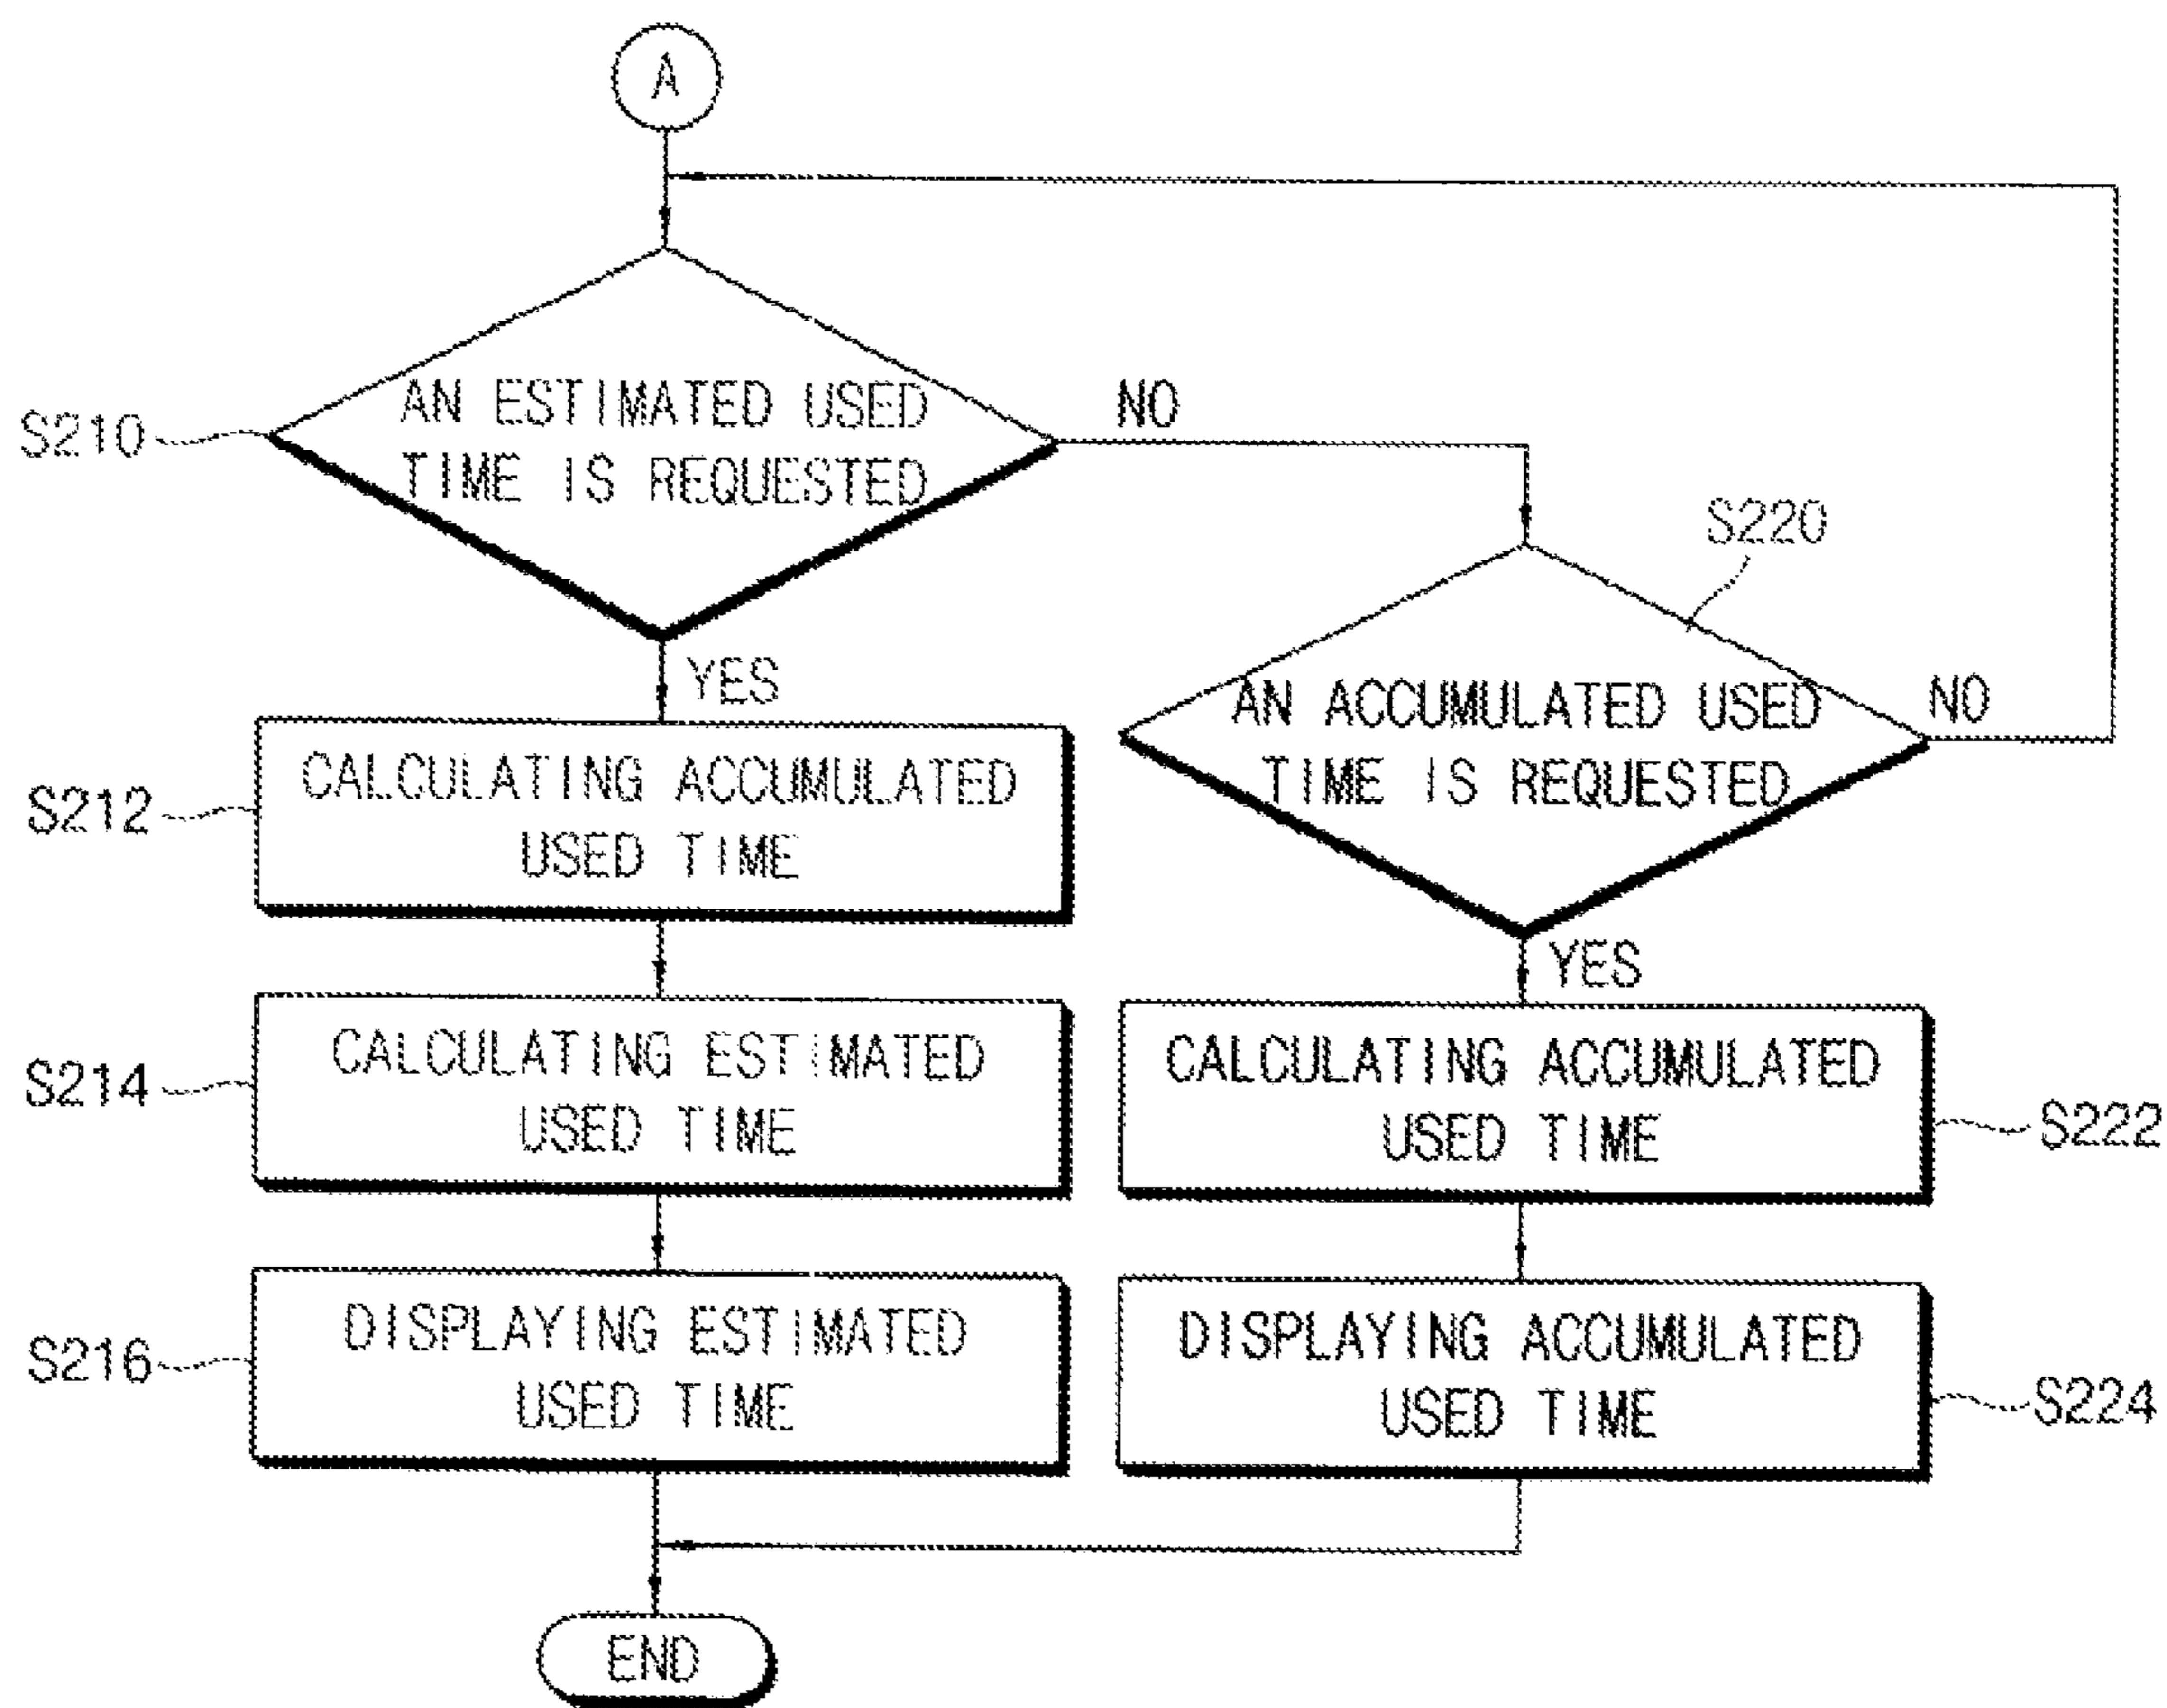 A
S210
AN ESTIMATED USED
TIME IS REQUESTED
NO
YES
S220
AN ACCUMULATED USED
TIME IS REQUESTED
NO
YES
S212
CALCULATING ACCUMULATED
USED TIME
S214
CALCULATING ESTIMATED
USED TIME
S216
DISPLAYING ESTIMATED
USED TIME
CALCULATING ACCUMULATED
USED TIME
S222
DISPLAYING ACCUMULATED
USED TIME
S224
END